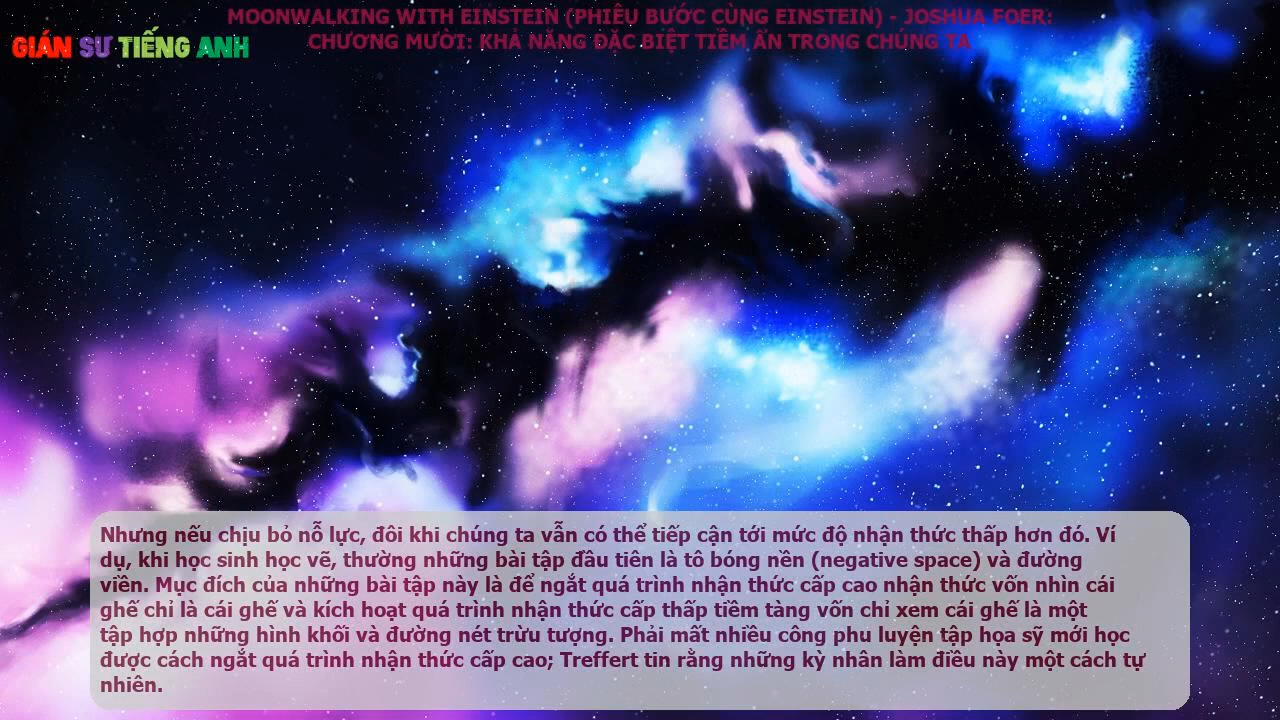 MOONWALKING WITH EINSTEIN (PHIÊU BƯỚC CÙNG EINSTEIN) - JOSHUA FOER:
CHƯƠNG MƯỜI: KHẢ NĂNG ĐẶC BIỆT TIỀM ẨN TRONG CHÚNG TA
GIÁN SƯ TIẾNG ANH
Nhưng nếu chịu bỏ nỗ lực, đôi khi chúng ta vẫn có thể tiếp cận tới mức độ nhận thức thấp hơn đó. Ví
dụ, khi học sinh học vẽ, thường những bài tập đầu tiên là tô bóng nền (negative space) và đường
viền. Mục đích của những bài tập này là để ngắt quá trình nhận thức cấp cao nhận thức vốn nhìn cái
ghế chỉ là cái ghế và kích hoạt quá trình nhận thức cấp thấp tiềm tàng vốn chỉ xem cái ghế là một
tập hợp những hình khối và đường nét trừu tượng. Phải mất nhiều công phu luyện tập họa sỹ mới học
được cách ngắt quá trình nhận thức cấp cao; Treffert tin rằng những kỳ nhân làm điều này một cách tự
nhiên.